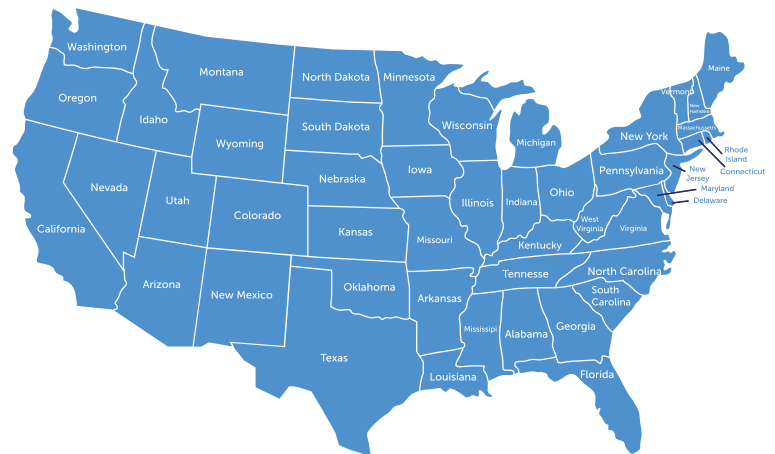 Washington
Oregon
California
Idaho
Nevada
Montana
Wyoming
Utah
Arizona
Colorado
New Mexico
North Dakota
South Dakota
Nebraska
Kansas
Oklahoma
Texas
Minnesota
Iowa
Missouri
Arkansas
Louisiana
Wisconsin
Illinois
Michigan
Indiana
Ohio
Kentucky
Tennesse
Mississipi
Alabama
Georgia
Florida
South
Carolina
North Carolina
West
Virginia
Virginia
Pennsylvania
New York
Vermont
New
Maine
Massachusetts
Rhode
Island
Connecticut
New
Jersey
Maryland
Delaware